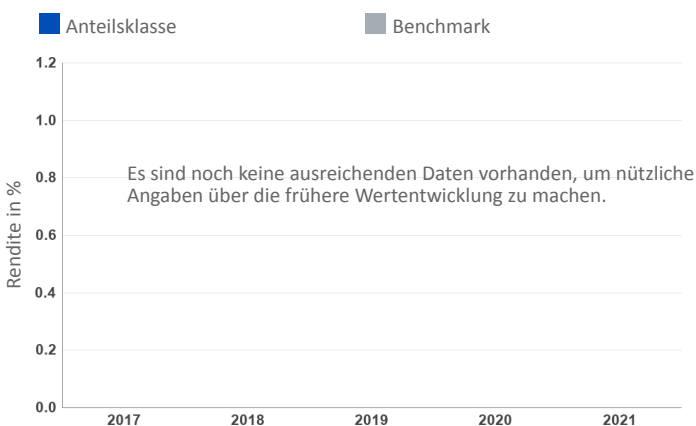 Anteilsklasse Benchmark
1.2
1.0
0.8
Es sind noch keine ausreichenden Daten vorhanden, um nützliche
Angaben über die frühere Wertentwicklung zu machen.
Rendite in %
0.6
0.4
0.2
0.0
2017 2018 2019 2020 2021